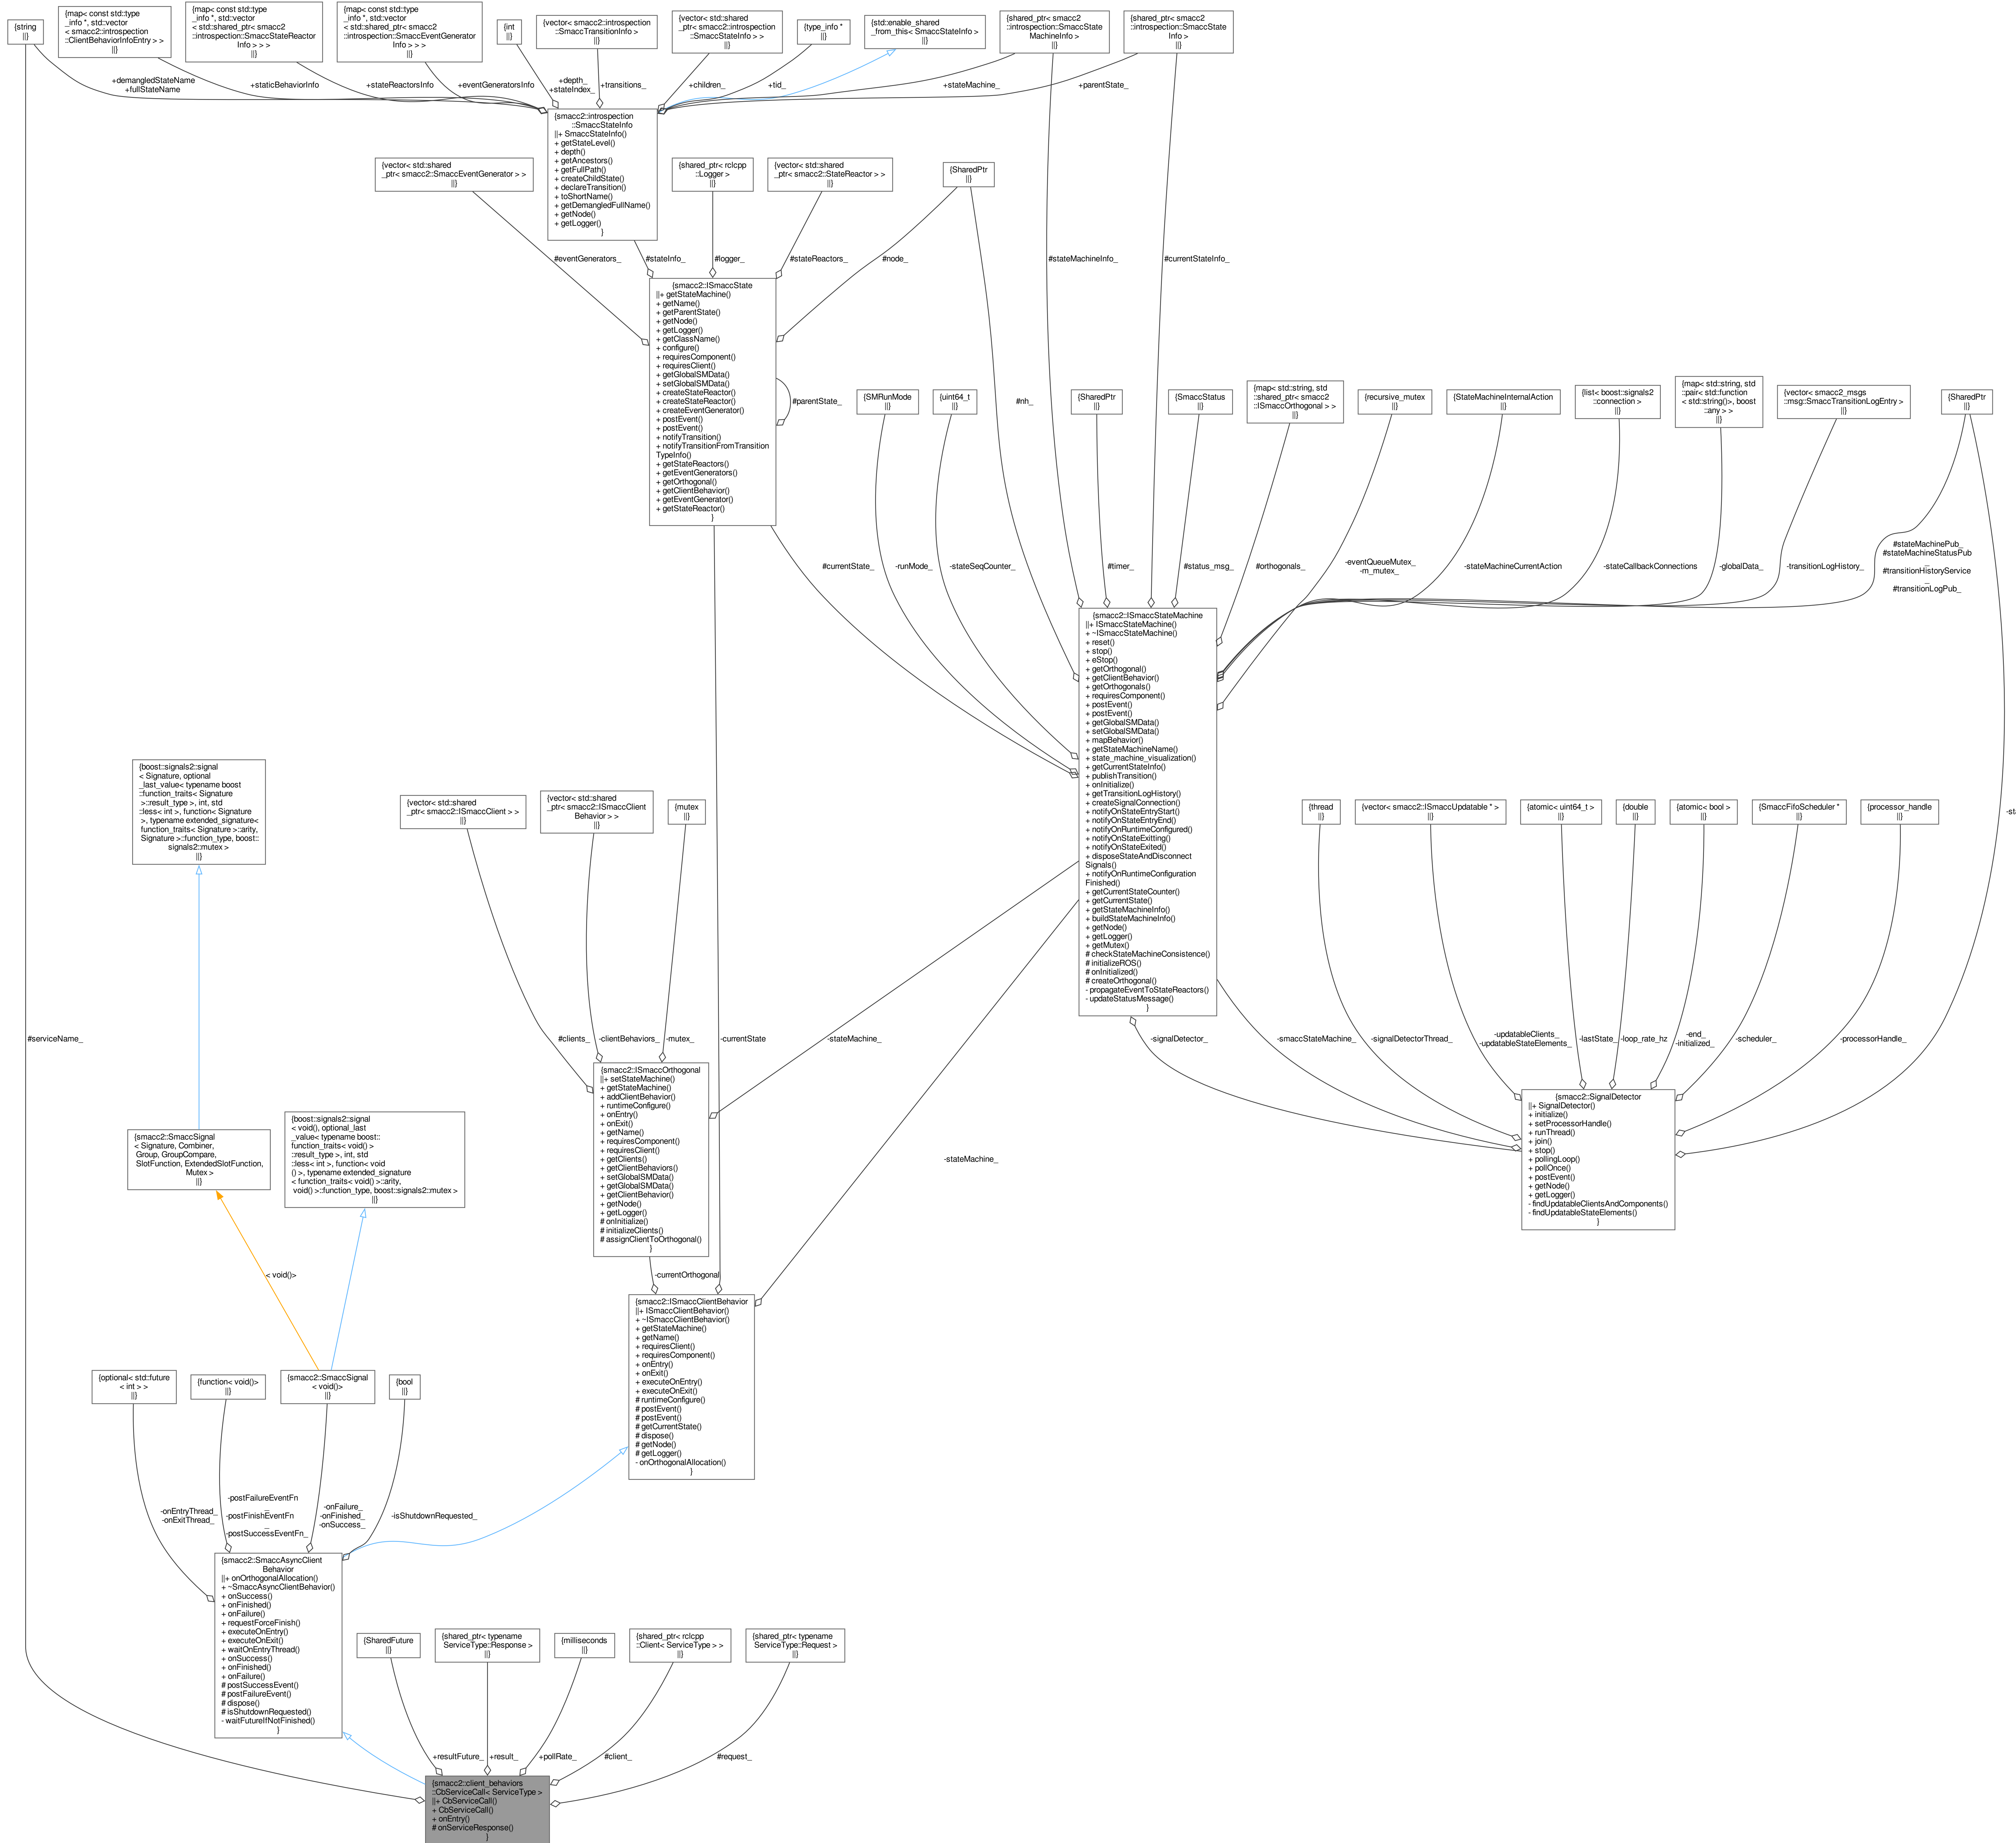 {string
||}
{map< const std::type
_info *, std::vector
< smacc2::introspection
::ClientBehaviorInfoEntry > >
||}
{map< const std::type
_info *, std::vector
< std::shared_ptr< smacc2
::introspection::SmaccStateReactor
Info > > >
||}
{map< const std::type
_info *, std::vector
< std::shared_ptr< smacc2
::introspection::SmaccEventGenerator
Info > > >
||}
{int
||}
{vector< smacc2::introspection
::SmaccTransitionInfo >
||}
{vector< std::shared
_ptr< smacc2::introspection
::SmaccStateInfo > >
||}
{type_info *
||}
{std::enable_shared
_from_this< SmaccStateInfo >
||}
{shared_ptr< smacc2
::introspection::SmaccState
MachineInfo >
||}
{shared_ptr< smacc2
::introspection::SmaccState
Info >
||}
+demangledStateName
+fullStateName
+staticBehaviorInfo
+stateReactorsInfo
+eventGeneratorsInfo
+depth_
+stateIndex_
+transitions_
+children_
+tid_
+stateMachine_
+parentState_
{smacc2::introspection
::SmaccStateInfo
||+ SmaccStateInfo()
+ getStateLevel()
+ depth()
+ getAncestors()
+ getFullPath()
+ createChildState()
+ declareTransition()
+ toShortName()
+ getDemangledFullName()
+ getNode()
+ getLogger()
}
{vector< std::shared
_ptr< smacc2::SmaccEventGenerator > >
||}
{shared_ptr< rclcpp
::Logger >
||}
{vector< std::shared
_ptr< smacc2::StateReactor > >
||}
{SharedPtr
||}
#eventGenerators_
#stateInfo_
#logger_
#stateReactors_
#node_
#stateMachineInfo_
#currentStateInfo_
{smacc2::ISmaccState
||+ getStateMachine()
+ getName()
+ getParentState()
+ getNode()
+ getLogger()
+ getClassName()
+ configure()
+ requiresComponent()
+ requiresClient()
+ getGlobalSMData()
+ setGlobalSMData()
+ createStateReactor()
+ createStateReactor()
+ createEventGenerator()
+ postEvent()
+ postEvent()
+ notifyTransition()
+ notifyTransitionFromTransition
TypeInfo()
+ getStateReactors()
+ getEventGenerators()
+ getOrthogonal()
+ getClientBehavior()
+ getEventGenerator()
+ getStateReactor()
}
#parentState_
{SMRunMode
||}
{uint64_t
||}
#nh_
{SharedPtr
||}
{SmaccStatus
||}
{map< std::string, std
::shared_ptr< smacc2
::ISmaccOrthogonal > >
||}
{recursive_mutex
||}
{StateMachineInternalAction
||}
{list< boost::signals2
::connection >
||}
{map< std::string, std
::pair< std::function
< std::string()>, boost
::any > >
||}
{vector< smacc2_msgs
::msg::SmaccTransitionLogEntry >
||}
{SharedPtr
||}
#currentState_
-runMode_
-stateSeqCounter_
#timer_
#status_msg_
#orthogonals_
-eventQueueMutex_
-m_mutex_
-stateMachineCurrentAction
-stateCallbackConnections
-globalData_
-transitionLogHistory_
#stateMachinePub_
#stateMachineStatusPub
_
#transitionHistoryService
_
#transitionLogPub_
{smacc2::ISmaccStateMachine
||+ ISmaccStateMachine()
+ ~ISmaccStateMachine()
+ reset()
+ stop()
+ eStop()
+ getOrthogonal()
+ getClientBehavior()
+ getOrthogonals()
+ requiresComponent()
+ postEvent()
+ postEvent()
+ getGlobalSMData()
+ setGlobalSMData()
+ mapBehavior()
+ getStateMachineName()
+ state_machine_visualization()
+ getCurrentStateInfo()
+ publishTransition()
+ onInitialize()
+ getTransitionLogHistory()
+ createSignalConnection()
+ notifyOnStateEntryStart()
+ notifyOnStateEntryEnd()
+ notifyOnRuntimeConfigured()
+ notifyOnStateExitting()
+ notifyOnStateExited()
+ disposeStateAndDisconnect
Signals()
+ notifyOnRuntimeConfiguration
Finished()
+ getCurrentStateCounter()
+ getCurrentState()
+ getStateMachineInfo()
+ buildStateMachineInfo()
+ getNode()
+ getLogger()
+ getMutex()
# checkStateMachineConsistence()
# initializeROS()
# onInitialized()
# createOrthogonal()
- propagateEventToStateReactors()
- updateStatusMessage()
}
{boost::signals2::signal
< Signature, optional
_last_value< typename boost
::function_traits< Signature
>::result_type >, int, std
::less< int >, function< Signature
>, typename extended_signature<
function_traits< Signature >::arity,
Signature >::function_type, boost::
signals2::mutex >
||}
{vector< std::shared
_ptr< smacc2::ISmaccClient > >
||}
{vector< std::shared
_ptr< smacc2::ISmaccClient
Behavior > >
||}
{mutex
||}
{thread
||}
{vector< smacc2::ISmaccUpdatable * >
||}
{atomic< uint64_t >
||}
{double
||}
{atomic< bool >
||}
{SmaccFifoScheduler *
||}
{processor_handle
||}
-st
#serviceName_
#clients_
-clientBehaviors_
-mutex_
-currentState
-stateMachine_
-signalDetector_
-smaccStateMachine_
-signalDetectorThread_
-updatableClients_
-updatableStateElements_
-lastState_
-loop_rate_hz
-end_
-initialized_
-scheduler_
-processorHandle_
{smacc2::ISmaccOrthogonal
||+ setStateMachine()
+ getStateMachine()
+ addClientBehavior()
+ runtimeConfigure()
+ onEntry()
+ onExit()
+ getName()
+ requiresComponent()
+ requiresClient()
+ getClients()
+ getClientBehaviors()
+ setGlobalSMData()
+ getGlobalSMData()
+ getClientBehavior()
+ getNode()
+ getLogger()
# onInitialize()
# initializeClients()
# assignClientToOrthogonal()
}
{smacc2::SignalDetector
||+ SignalDetector()
+ initialize()
+ setProcessorHandle()
+ runThread()
+ join()
+ stop()
+ pollingLoop()
+ pollOnce()
+ postEvent()
+ getNode()
+ getLogger()
- findUpdatableClientsAndComponents()
- findUpdatableStateElements()
}
{smacc2::SmaccSignal
< Signature, Combiner,
Group, GroupCompare,
SlotFunction, ExtendedSlotFunction,
Mutex >
||}
{boost::signals2::signal
< void(), optional_last
_value< typename boost::
function_traits< void() >
::result_type >, int, std
::less< int >, function< void
() >, typename extended_signature
< function_traits< void() >::arity,
void() >::function_type, boost::signals2::mutex >
||}
-stateMachine_
< void()>
-currentOrthogonal
{smacc2::ISmaccClientBehavior
||+ ISmaccClientBehavior()
+ ~ISmaccClientBehavior()
+ getStateMachine()
+ getName()
+ requiresClient()
+ requiresComponent()
+ onEntry()
+ onExit()
+ executeOnEntry()
+ executeOnExit()
# runtimeConfigure()
# postEvent()
# postEvent()
# getCurrentState()
# dispose()
# getNode()
# getLogger()
- onOrthogonalAllocation()
}
{optional< std::future
< int > >
||}
{function< void()>
||}
{smacc2::SmaccSignal
< void()>
||}
{bool
||}
-onEntryThread_
-onExitThread_
-postFailureEventFn
_
-postFinishEventFn
_
-postSuccessEventFn_
-onFailure_
-onFinished_
-onSuccess_
-isShutdownRequested_
{smacc2::SmaccAsyncClient
Behavior
||+ onOrthogonalAllocation()
+ ~SmaccAsyncClientBehavior()
+ onSuccess()
+ onFinished()
+ onFailure()
+ requestForceFinish()
+ executeOnEntry()
+ executeOnExit()
+ waitOnEntryThread()
+ onSuccess()
+ onFinished()
+ onFailure()
# postSuccessEvent()
# postFailureEvent()
# dispose()
# isShutdownRequested()
- waitFutureIfNotFinished()
}
{SharedFuture
||}
{shared_ptr< typename
ServiceType::Response >
||}
{milliseconds
||}
{shared_ptr< rclcpp
::Client< ServiceType > >
||}
{shared_ptr< typename
ServiceType::Request >
||}
+resultFuture_
+result_
+pollRate_
#client_
#request_
{smacc2::client_behaviors
::CbServiceCall< ServiceType >
||+ CbServiceCall()
+ CbServiceCall()
+ onEntry()
# onServiceResponse()
}